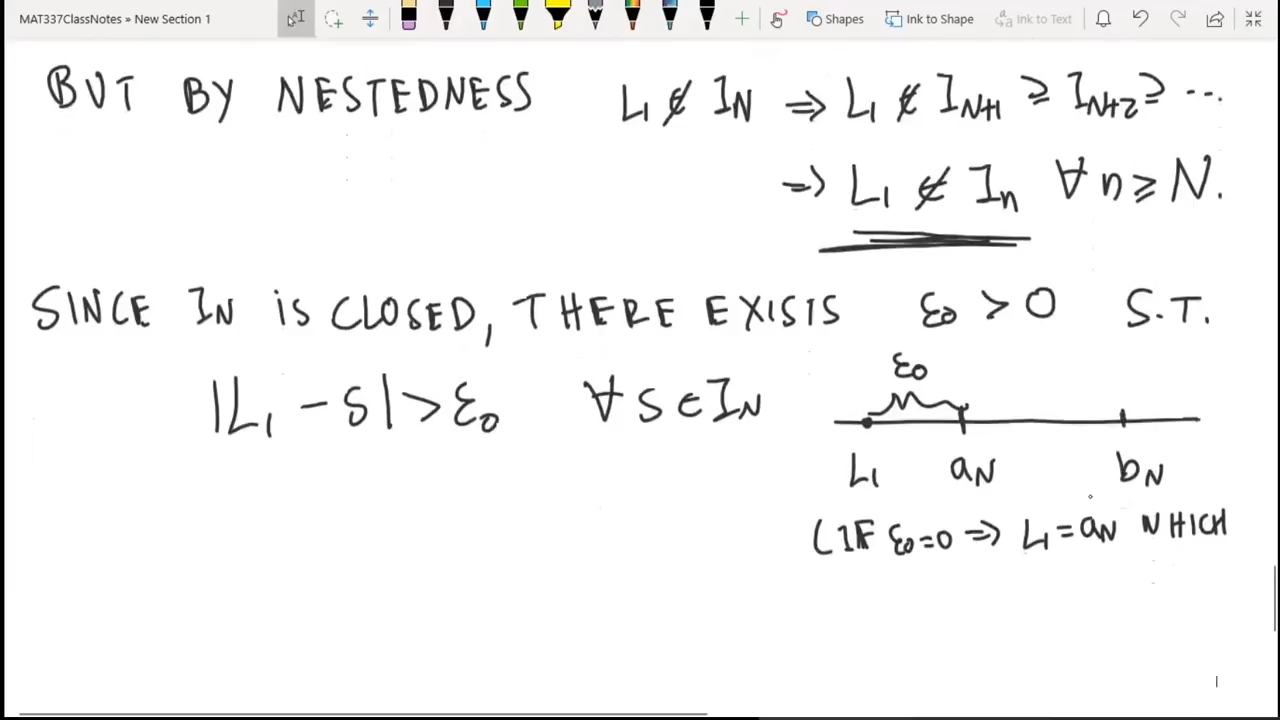 MAT337ClassNotes » New Section 1
Shapes Ink to Shape Ink to Text
BUT BY NESTEDNESS L₁ ∉ I_N ⇒ L₁ ∉ I_{N+1} ⊇ I_{N+2} ⊇ ...
⇒ L₁ ∉ I_n ∀ n ≥ N.
SINCE I_N is CLOSED, THERE EXISIS ε₀ > 0 S.T.
ε₀
|L₁ - s| > ε₀ ∀ s ∈ I_N
L₁ a_N b_N
(IF ε₀=0 ⇒ L₁ = a_N WHICH